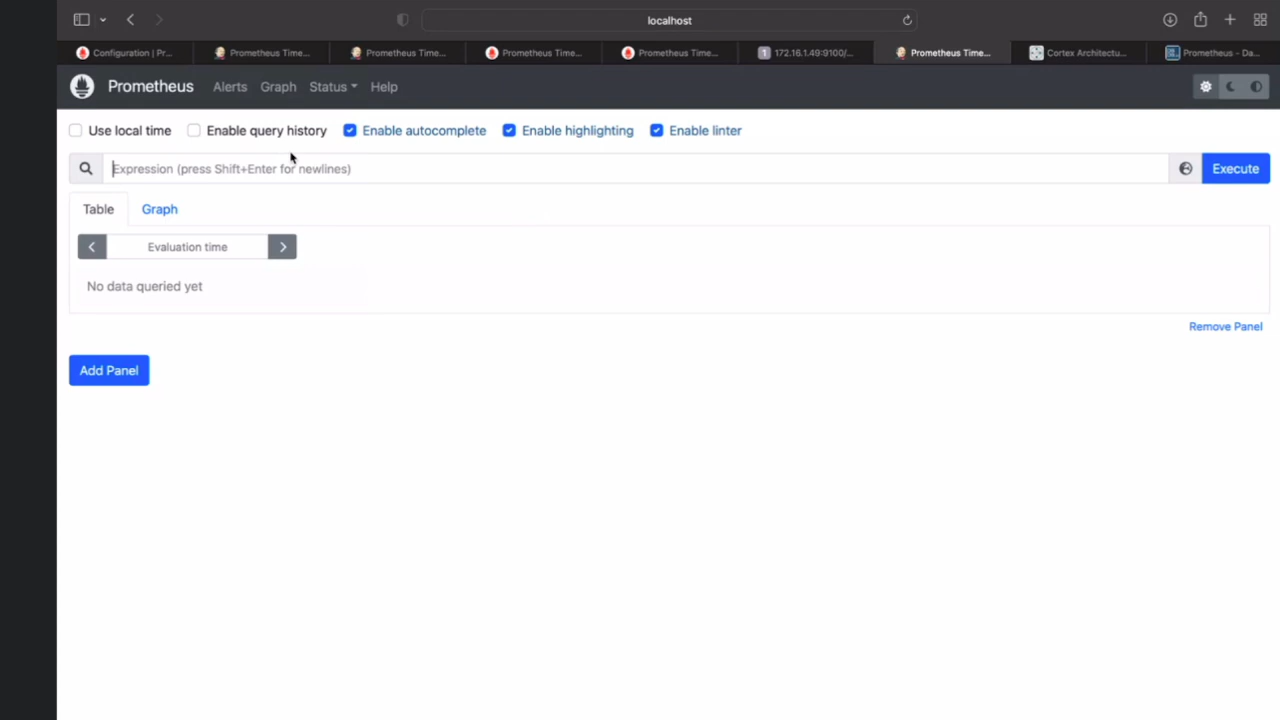 localhost
Configuration | Pr...
Prometheus Time...
Prometheus Time...
Prometheus Time...
Prometheus Time...
1 172.16.1.49:9100/...
Prometheus Time...
Cortex Architectu...
Prometheus - Da...
Prometheus Alerts Graph Status Help
Use local time Enable query history Enable autocomplete Enable highlighting Enable linter
Expression (press Shift+Enter for newlines) Execute
Table Graph
Evaluation time
No data queried yet
Remove Panel
Add Panel